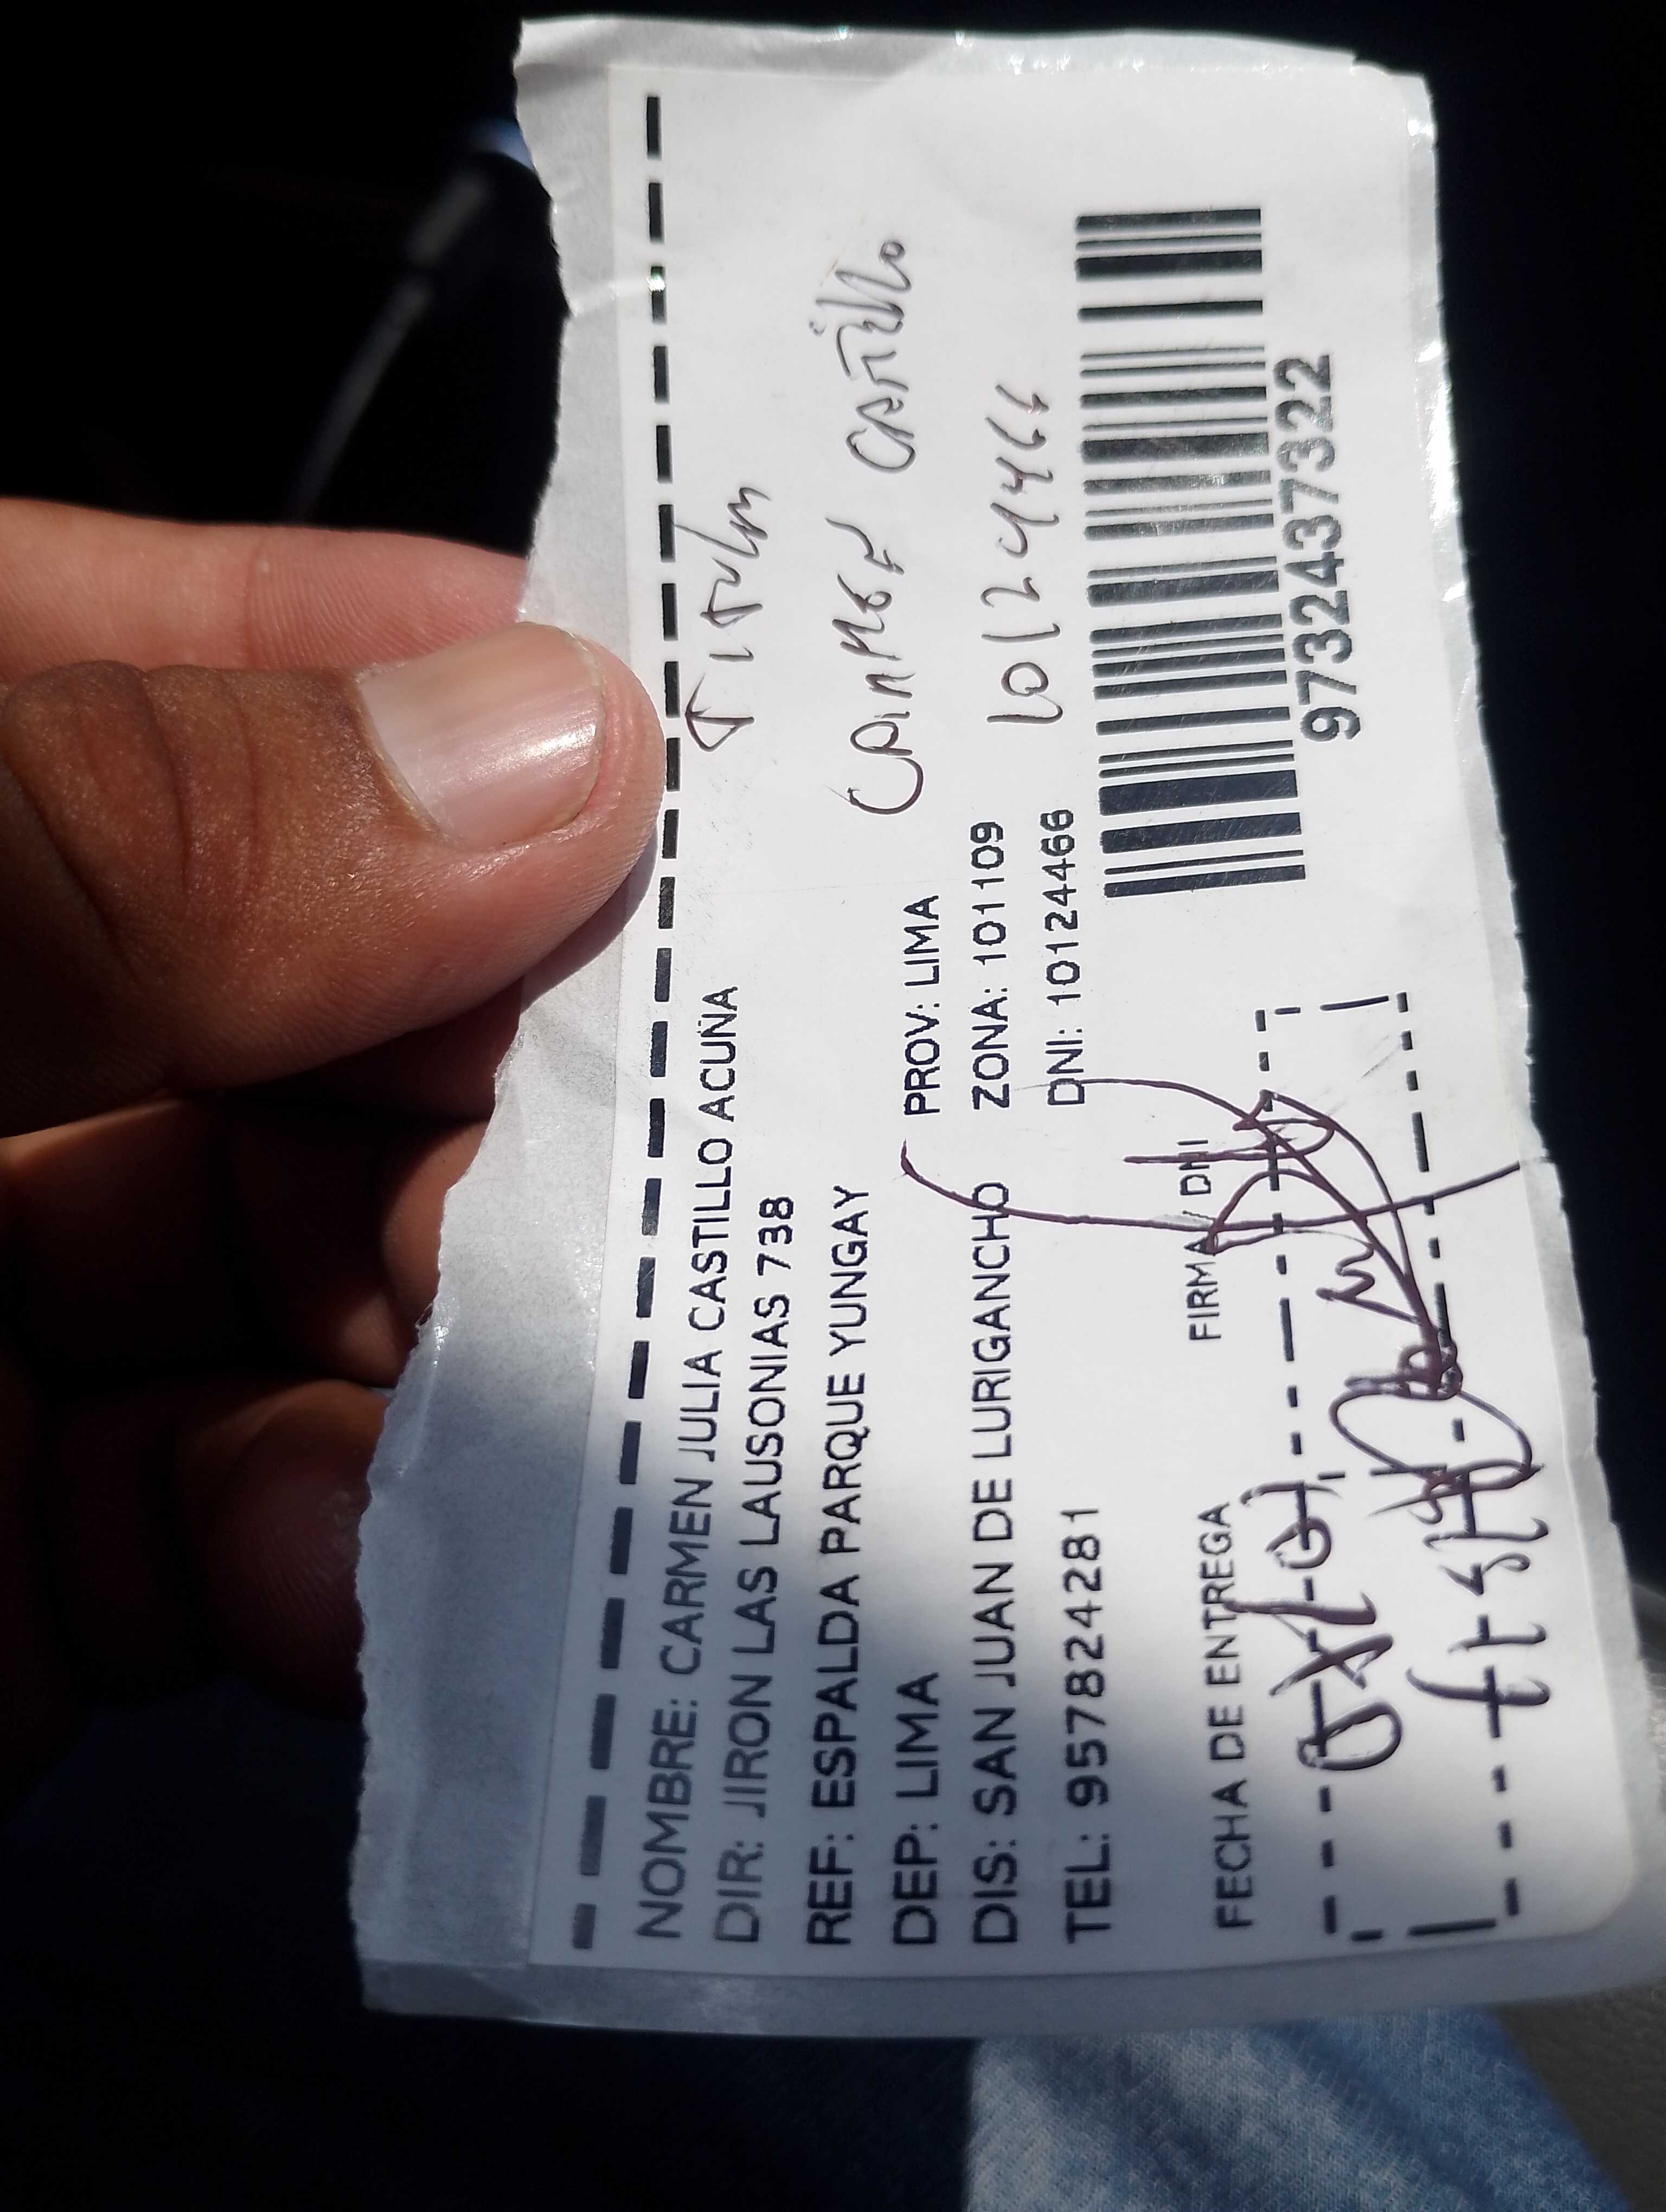 NOMBRE: CARMEN JULIA CASTILLO ACUÑA
DIR: JIRON LAS LAUSONIAS 738
REF: ESPALDA PARQUE YUNGAY
DEP: LIMA PROV: LIMA
DIS: SAN JUAN DE LURIGANCHO ZONA: 101109
TEL: 957824281 DNI: 10124466
Carmen Castillo
10124466
FECHA DE ENTREGA FIRMA / DNI
9732437322